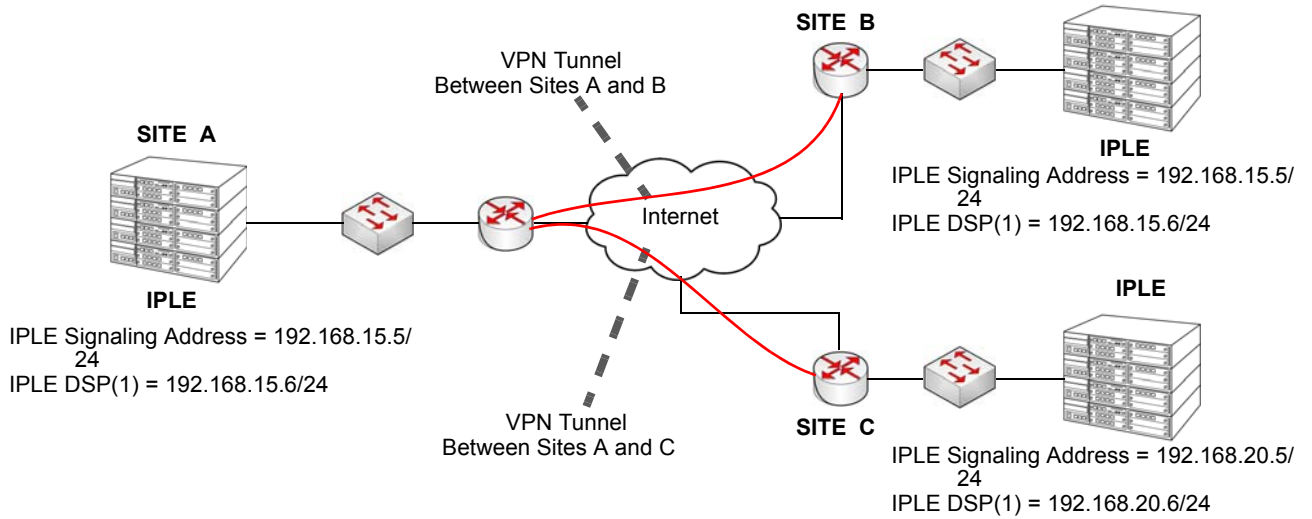 SITE B
VPN Tunnel
Between Sites A and B
SITE A
IPLE
IPLE Signaling Address = 192.168.15.5/
24
IPLE DSP(1) = 192.168.15.6/24
Internet
IPLE
IPLE Signaling Address = 192.168.15.5/
24
IPLE DSP(1) = 192.168.15.6/24
VPN Tunnel
Between Sites A and C
SITE C
IPLE
IPLE Signaling Address = 192.168.20.5/
24
IPLE DSP(1) = 192.168.20.6/24